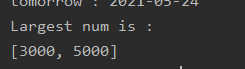 tomorrow : 2021-05-24
Largest num is :
[3000, 5000]